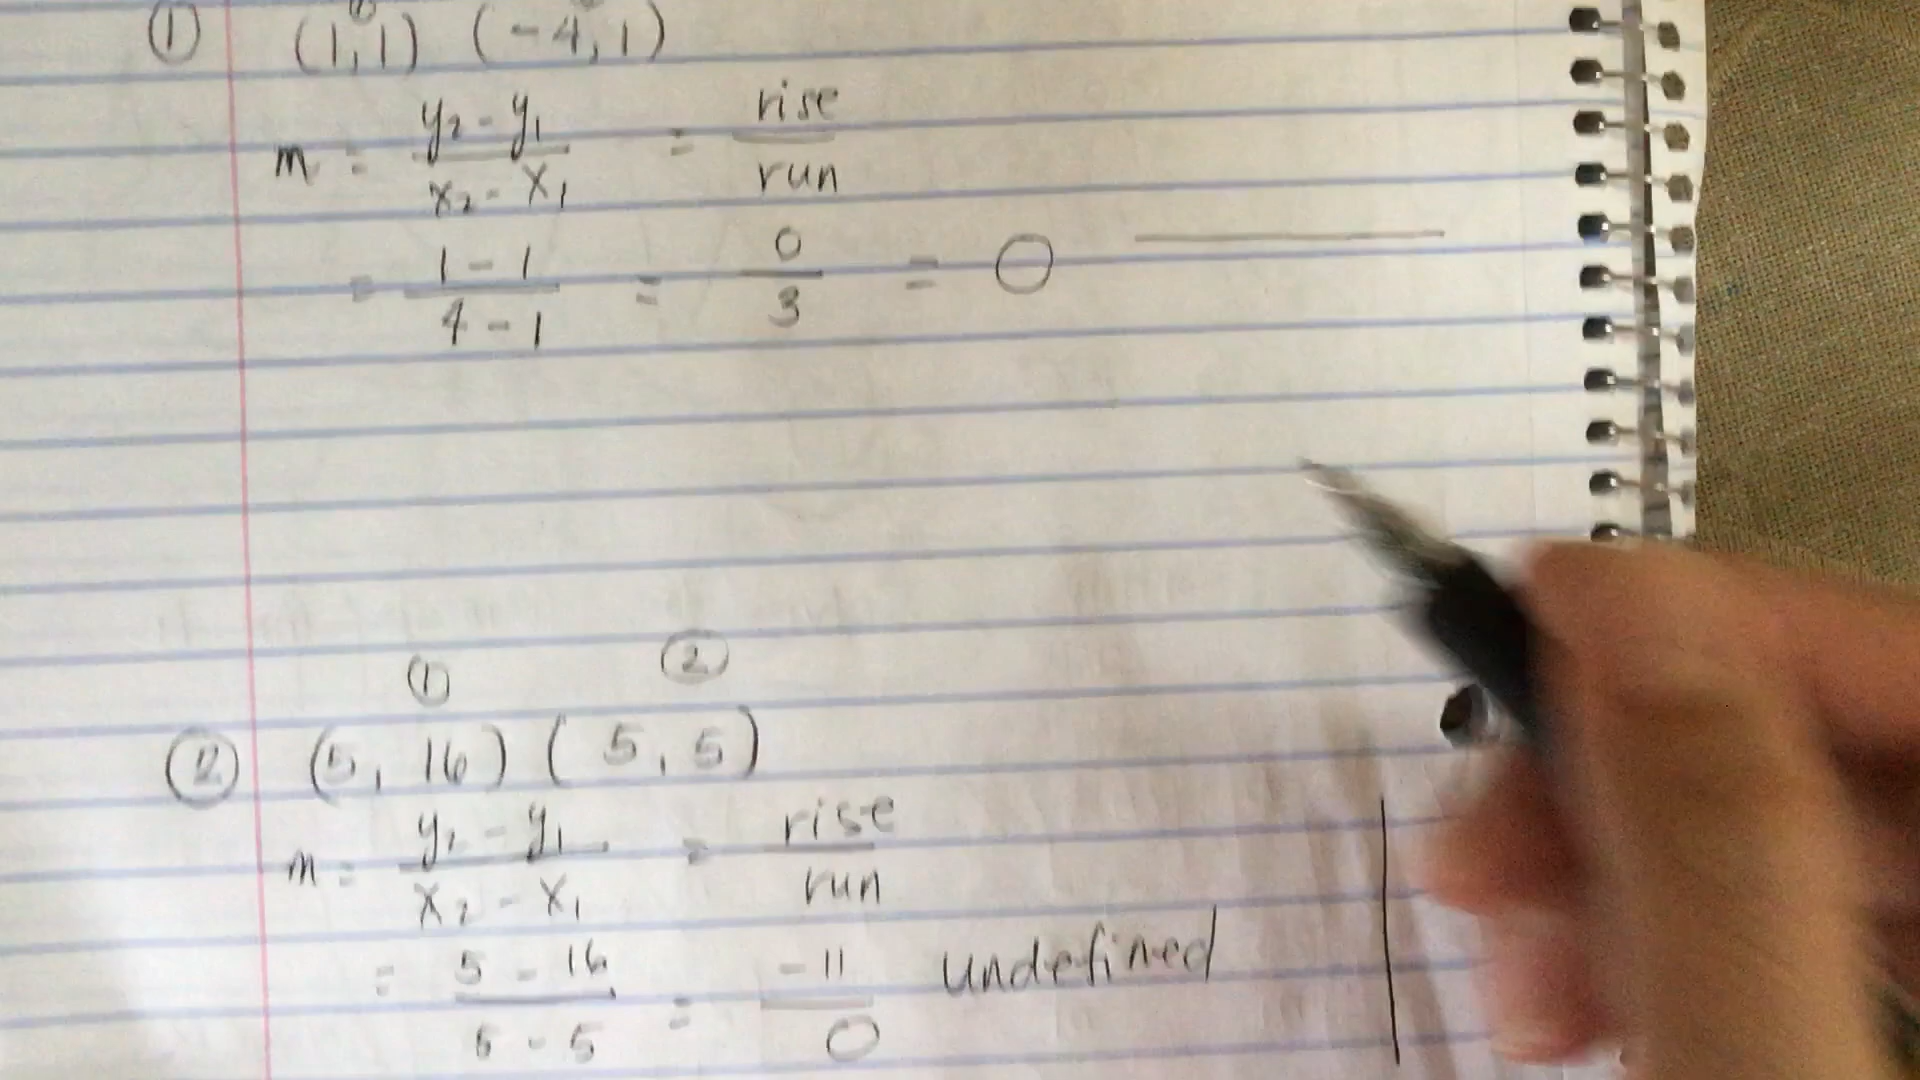 ① (1,1) (-4,1)
m = y₂ - y₁ / x₂ - x₁ = rise / run
= 1 - 1 / 4 - 1 = 0 / 3 = 0
① ②
② (5, 16) (5, 5)
m = y₂ - y₁ / x₂ - x₁ = rise / run
= 5 - 16 / 5 - 5 = -11 / 0 undefined